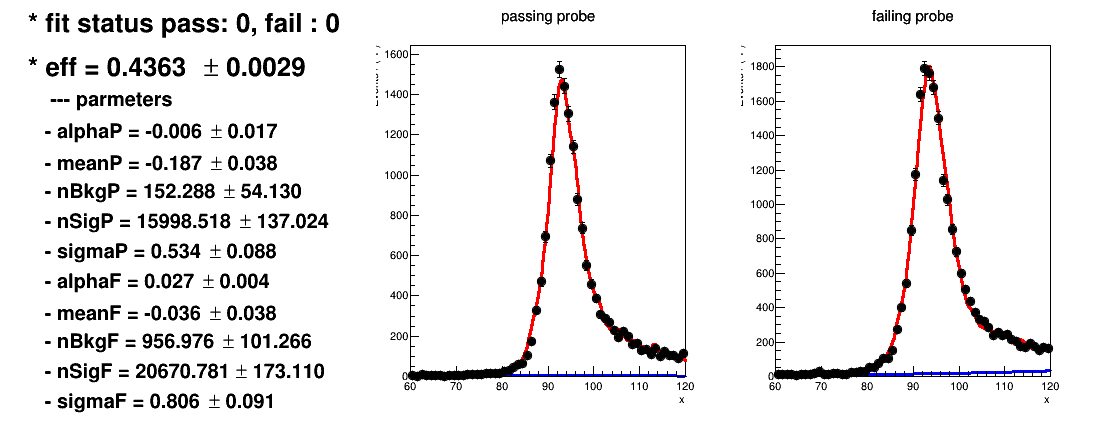 * fit status pass: 0, fail : 0
* eff = 0.4363 ± 0.0029
--- parmeters
- alphaP = -0.006 ± 0.017
- meanP = -0.187 ± 0.038
- nBkgP = 152.288 ± 54.130
- nSigP = 15998.518 ± 137.024
- sigmaP = 0.534 ± 0.088
- alphaF = 0.027 ± 0.004
- meanF = -0.036 ± 0.038
- nBkgF = 956.976 ± 101.266
- nSigF = 20670.781 ± 173.110
- sigmaF = 0.806 ± 0.091
passing probe
1600
1400
1200
1000
800
600
400
200
0
60 70 80 90 100 110 120
x
failing probe
1800
1600
1400
1200
1000
800
600
400
200
0
60 70 80 90 100 110 120
x